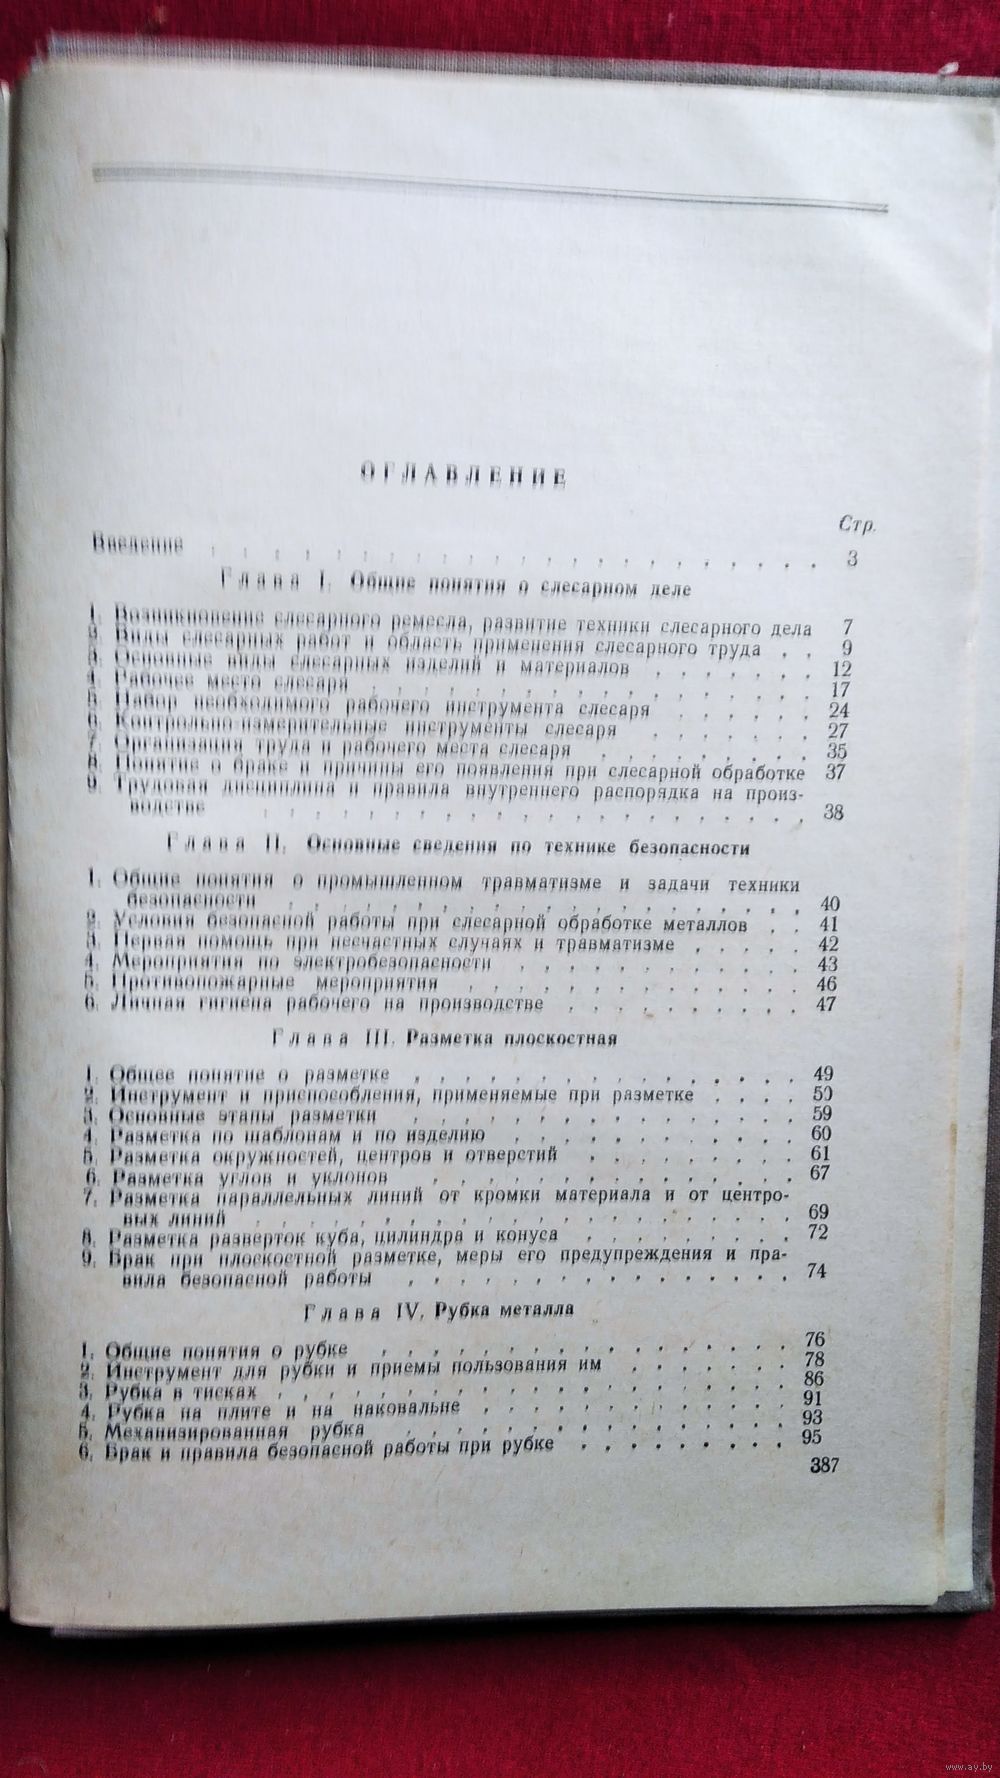 ОГЛАВЛЕНИЕ
Стр.
Введение . . . . . . . . . . . . . . . . . . . . . 3
Глава I. Общие понятия о слесарном деле
1. Возникновение слесарного ремесла, развитие техники слесарного дела 7
2. Виды слесарных работ и область применения слесарного труда . . 9
3. Основные виды слесарных изделий и материалов . . . . . . . 12
4. Рабочее место слесаря . . . . . . . . . . . . . . . . . 17
5. Набор необходимого рабочего инструмента слесаря . . . . . . 24
6. Контрольно-измерительные инструменты слесаря . . . . . . . 27
7. Организация труда и рабочего места слесаря . . . . . . . . . 35
8. Понятие о браке и причины его появления при слесарной обработке 37
9. Трудовая дисциплина и правила внутреннего распорядка на произ-
водстве . . . . . . . . . . . . . . . . . . . . . . . 38
Глава II. Основные сведения по технике безопасности
1. Общие понятия о промышленном травматизме и задачи техники
безопасности . . . . . . . . . . . . . . . . . . . . . 40
2. Условия безопасной работы при слесарной обработке металлов . . 41
3. Первая помощь при несчастных случаях и травматизме . . . . . 42
4. Мероприятия по электробезопасности . . . . . . . . . . . . 43
5. Противопожарные мероприятия . . . . . . . . . . . . . . 46
6. Личная гигиена рабочего на производстве . . . . . . . . . . 47
Глава III. Разметка плоскостная
1. Общее понятие о разметке . . . . . . . . . . . . . . . . 49
2. Инструмент и приспособления, применяемые при разметке . . . . 50
3. Основные этапы разметки . . . . . . . . . . . . . . . . 59
4. Разметка по шаблонам и по изделию . . . . . . . . . . . . 60
5. Разметка окружностей, центров и отверстий . . . . . . . . . 61
6. Разметка углов и уклонов . . . . . . . . . . . . . . . . 67
7. Разметка параллельных линий от кромки материала и от центро-
вых линий . . . . . . . . . . . . . . . . . . . . . . 69
8. Разметка разверток куба, цилиндра и конуса . . . . . . . . . 72
9. Брак при плоскостной разметке, меры его предупреждения и пра-
вила безопасной работы . . . . . . . . . . . . . . . . 74
Глава IV. Рубка металла
1. Общие понятия о рубке . . . . . . . . . . . . . . . . . 76
2. Инструмент для рубки и приемы пользования им . . . . . . . 78
3. Рубка в тисках . . . . . . . . . . . . . . . . . . . . 86
4. Рубка на плите и на наковальне . . . . . . . . . . . . . 91
5. Механизированная рубка . . . . . . . . . . . . . . . . 93
6. Брак и правила безопасной работы при рубке . . . . . . . . . 95
387
www.ay.by